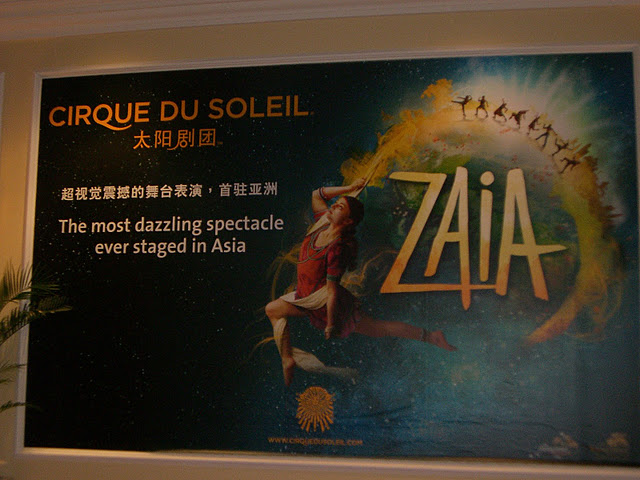 CIRQUE DU SOLEIL
太阳剧团
超视觉震撼的舞台表演，首驻亚洲
The most dazzling spectacle
ever staged in Asia
ZAiA
WWW.CIRQUEDUSOLEIL.COM